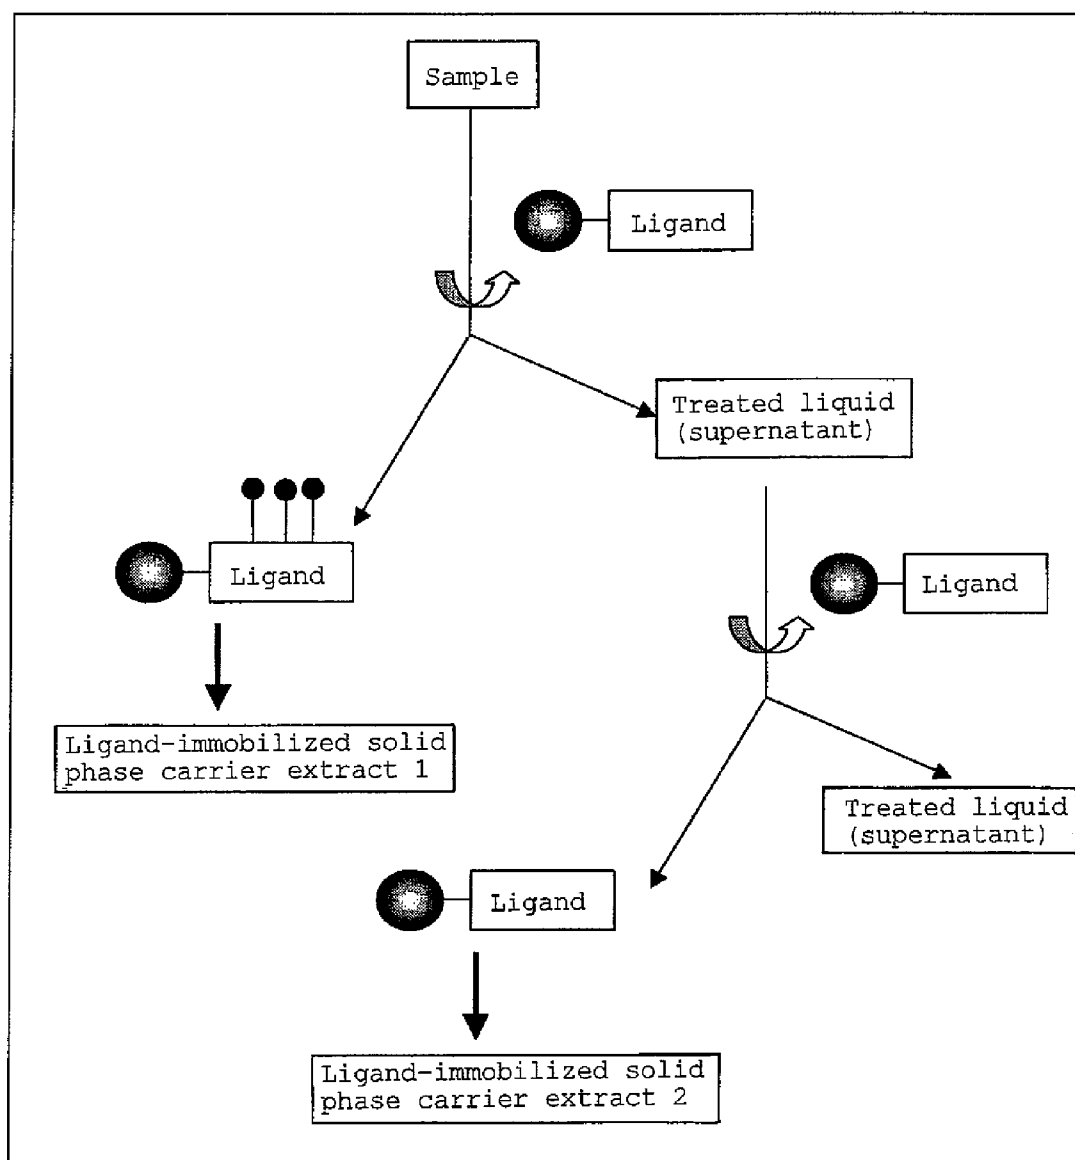 Sample
Ligand
Treated liquid
(supernatant)
Ligand
Ligand
Ligand-immobilized solid
phase carrier extract 1
Treated liquid
(supernatant)
Ligand
Ligand-immobilized solid
phase carrier extract 2